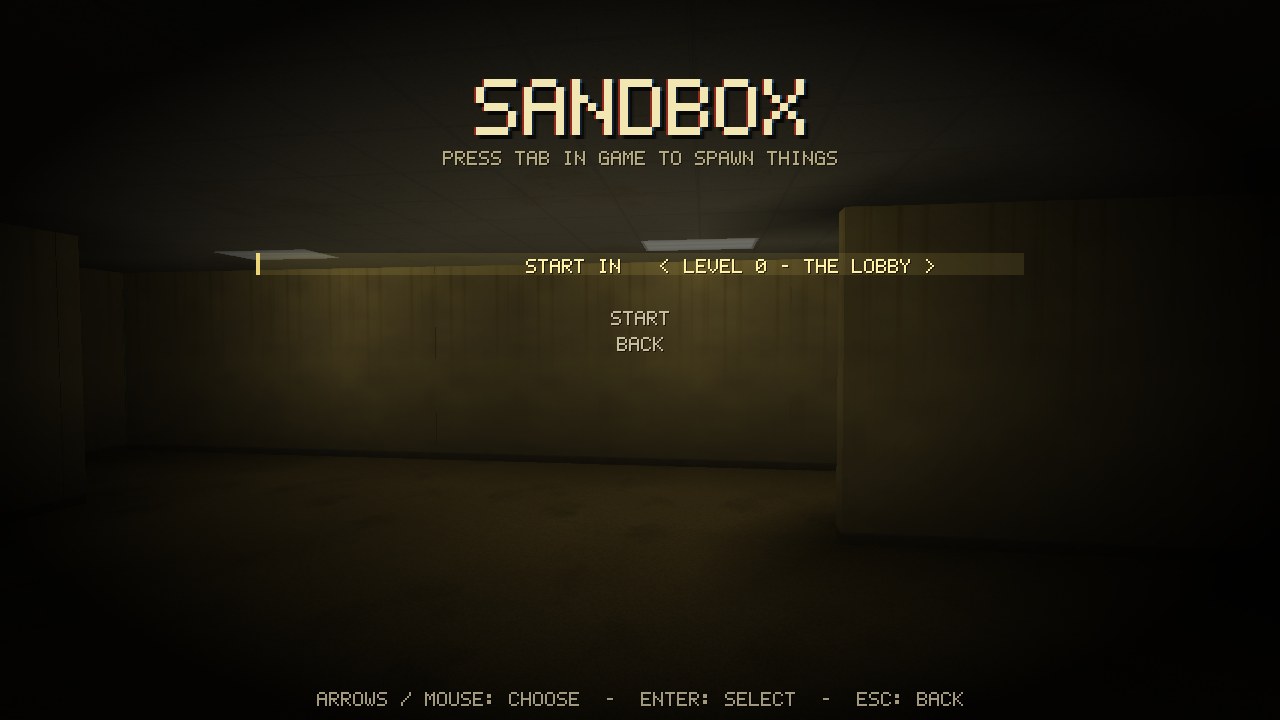 SANDBOX
PRESS TAB IN GAME TO SPAWN THINGS
START IN < LEVEL 0 - THE LOBBY >
START
BACK
ARROWS / MOUSE: CHOOSE - ENTER: SELECT - ESC: BACK